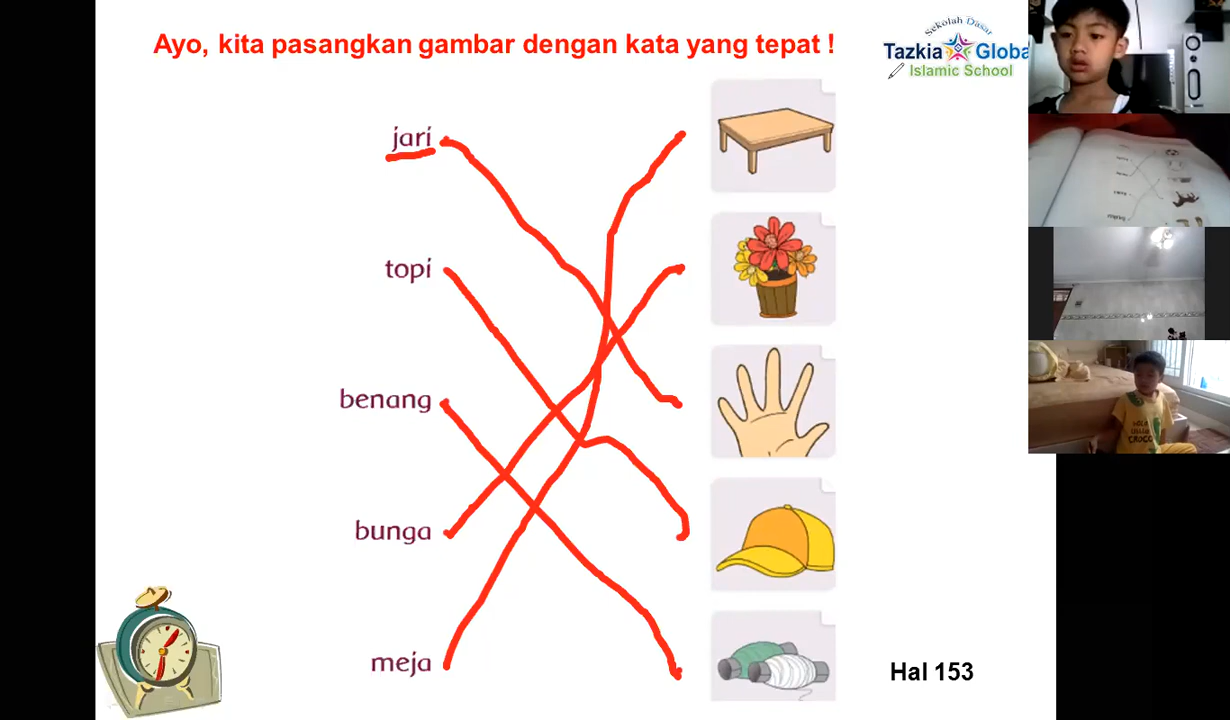 Ayo, kita pasangkan gambar dengan kata yang tepat !
Sekolah Dasar
Tazkia Globa
Islamic School
jari
topi
benang
bunga
meja
Hal 153